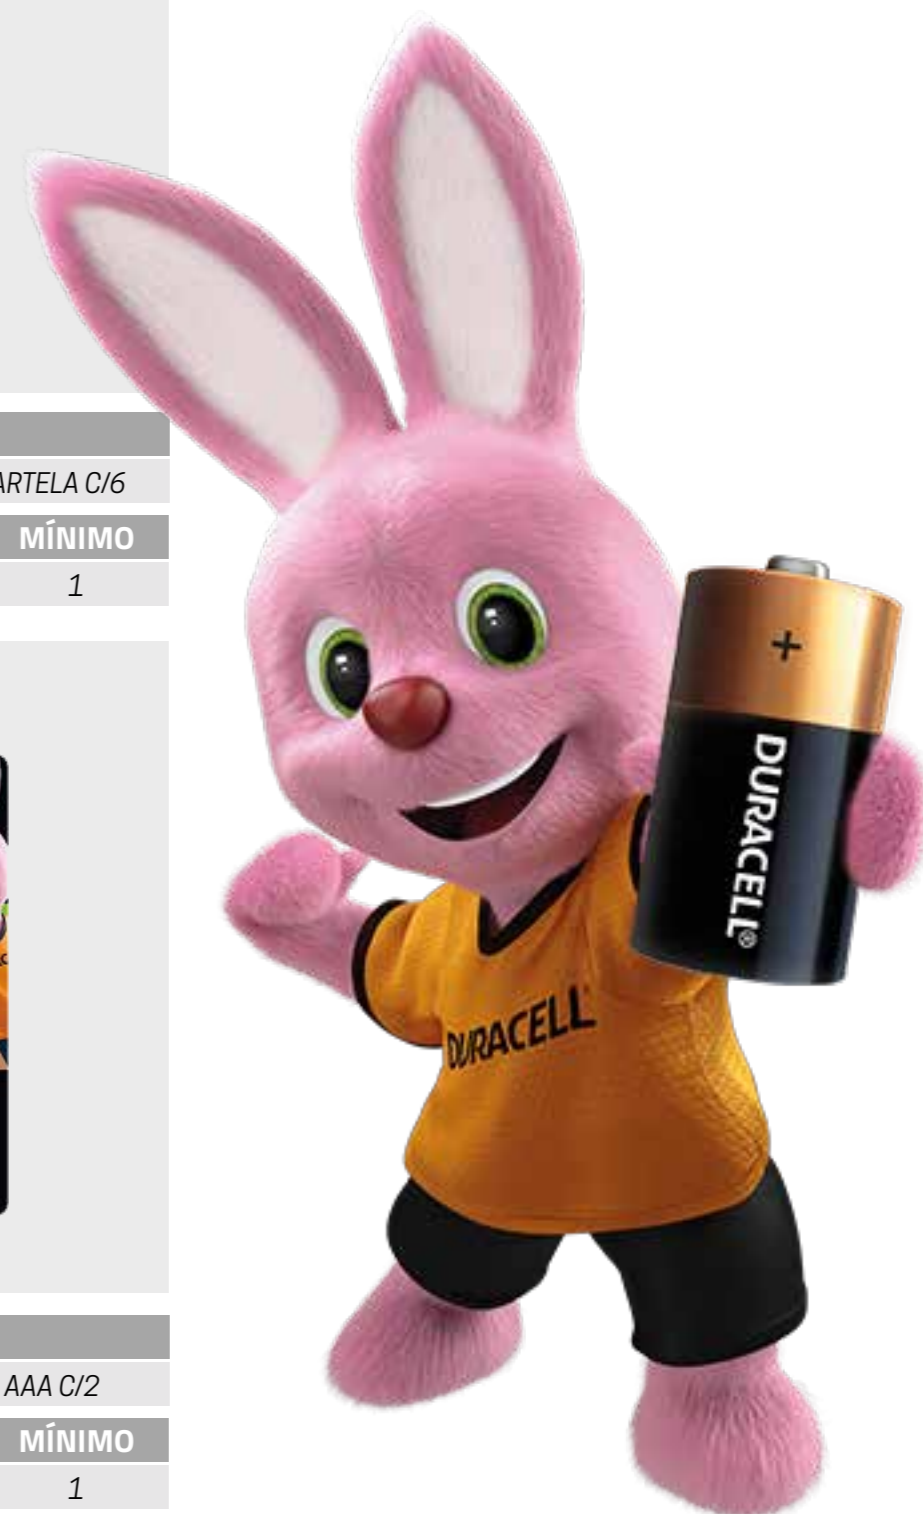 ARTELA C/6
MÍNIMO
1
+
DURACELL®
DURACELL
AAA C/2
MÍNIMO
1